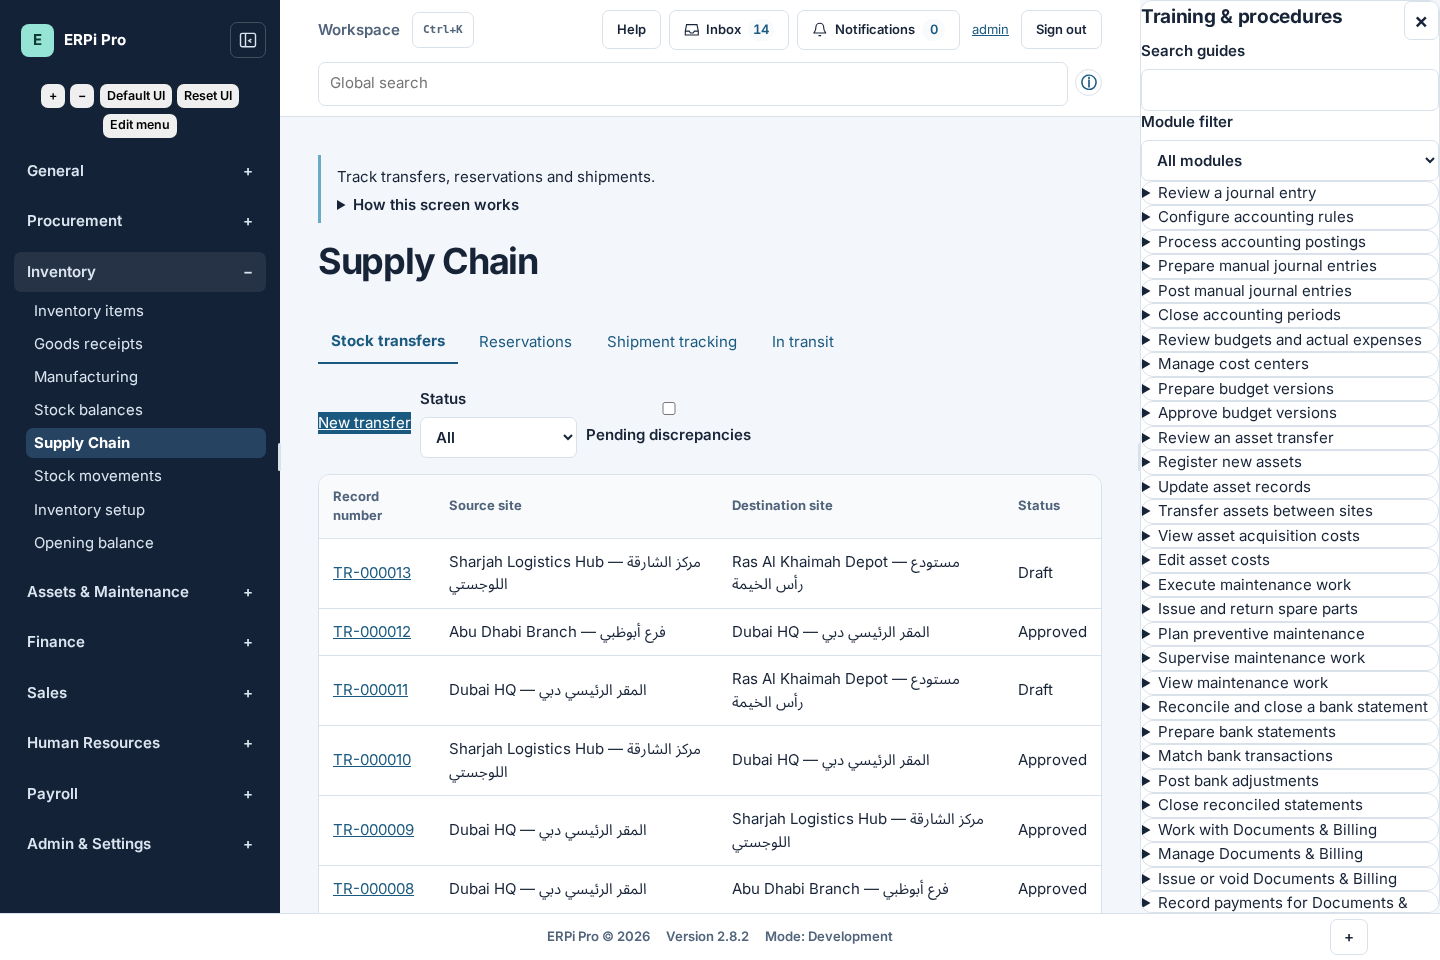 E ERPi Pro
+ − Default UI Reset UI
Edit menu
General +
Procurement +
Inventory −
Inventory items
Goods receipts
Manufacturing
Stock balances
Supply Chain
Stock movements
Inventory setup
Opening balance
Assets & Maintenance +
Finance +
Sales +
Human Resources +
Payroll +
Admin & Settings +
Workspace Ctrl+K Help Inbox 14 Notifications 0 admin Sign out
Global search
Track transfers, reservations and shipments.
How this screen works
Supply Chain
Stock transfers Reservations Shipment tracking In transit
New transfer
Status
All
Pending discrepancies
Record number Source site Destination site Status
TR-000013 Sharjah Logistics Hub — مركز الشارقة اللوجستي Ras Al Khaimah Depot — مستودع رأس الخيمة Draft
TR-000012 Abu Dhabi Branch — فرع أبوظبي Dubai HQ — المقر الرئيسي دبي Approved
TR-000011 Dubai HQ — المقر الرئيسي دبي Ras Al Khaimah Depot — مستودع رأس الخيمة Draft
TR-000010 Sharjah Logistics Hub — مركز الشارقة اللوجستي Dubai HQ — المقر الرئيسي دبي Approved
TR-000009 Dubai HQ — المقر الرئيسي دبي Sharjah Logistics Hub — مركز الشارقة اللوجستي Approved
TR-000008 Dubai HQ — المقر الرئيسي دبي Abu Dhabi Branch — فرع أبوظبي Approved
Training & procedures ×
Search guides
Module filter
All modules
Review a journal entry
Configure accounting rules
Process accounting postings
Prepare manual journal entries
Post manual journal entries
Close accounting periods
Review budgets and actual expenses
Manage cost centers
Prepare budget versions
Approve budget versions
Review an asset transfer
Register new assets
Update asset records
Transfer assets between sites
View asset acquisition costs
Edit asset costs
Execute maintenance work
Issue and return spare parts
Plan preventive maintenance
Supervise maintenance work
View maintenance work
Reconcile and close a bank statement
Prepare bank statements
Match bank transactions
Post bank adjustments
Close reconciled statements
Work with Documents & Billing
Manage Documents & Billing
Issue or void Documents & Billing
Record payments for Documents &
ERPi Pro © 2026 Version 2.8.2 Mode: Development +